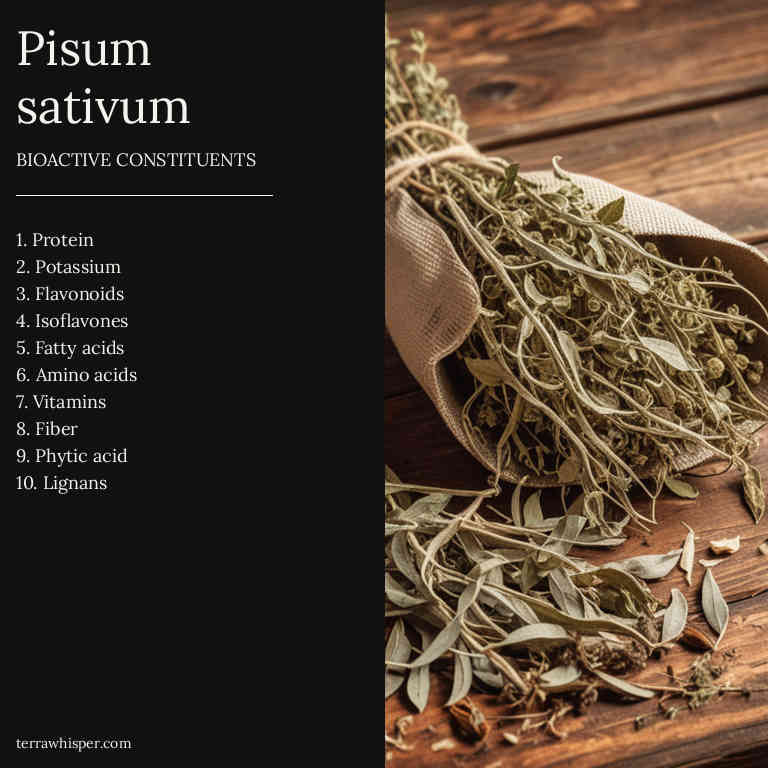 Pisum
sativum
BIOACTIVE CONSTITUENTS
1. Protein
2. Potassium
3. Flavonoids
4. Isoflavones
5. Fatty acids
6. Amino acids
7. Vitamins
8. Fiber
9. Phytic acid
10. Lignans
terrawhisper.com